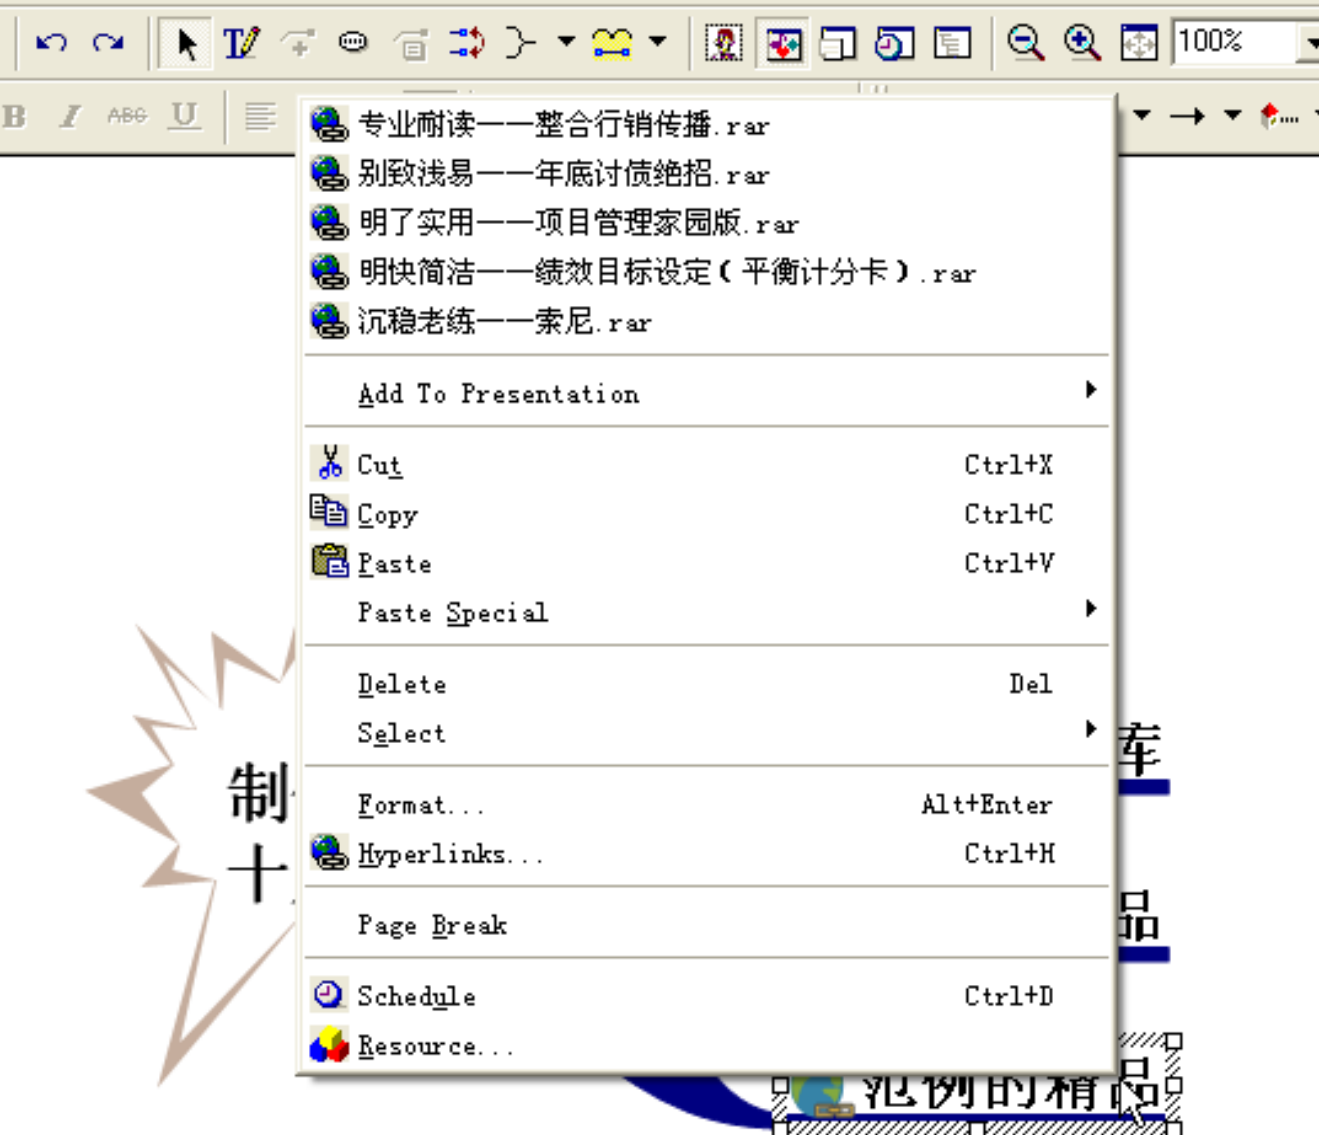 100%
B I ABC U
专业耐读——整合行销传播.rar
别致浅易——年底讨债绝招.rar
明了实用——项目管理家园版.rar
明快简洁——绩效目标设定(平衡计分卡).rar
沉稳老练——索尼.rar
Add To Presentation
Cut Ctrl+X
Copy Ctrl+C
Paste Ctrl+V
Paste Special
Delete Del
Select
库
制
Format... Alt+Enter
Hyperlinks... Ctrl+H
十
品
Page Break
Schedule Ctrl+D
Resource...
范例的精品